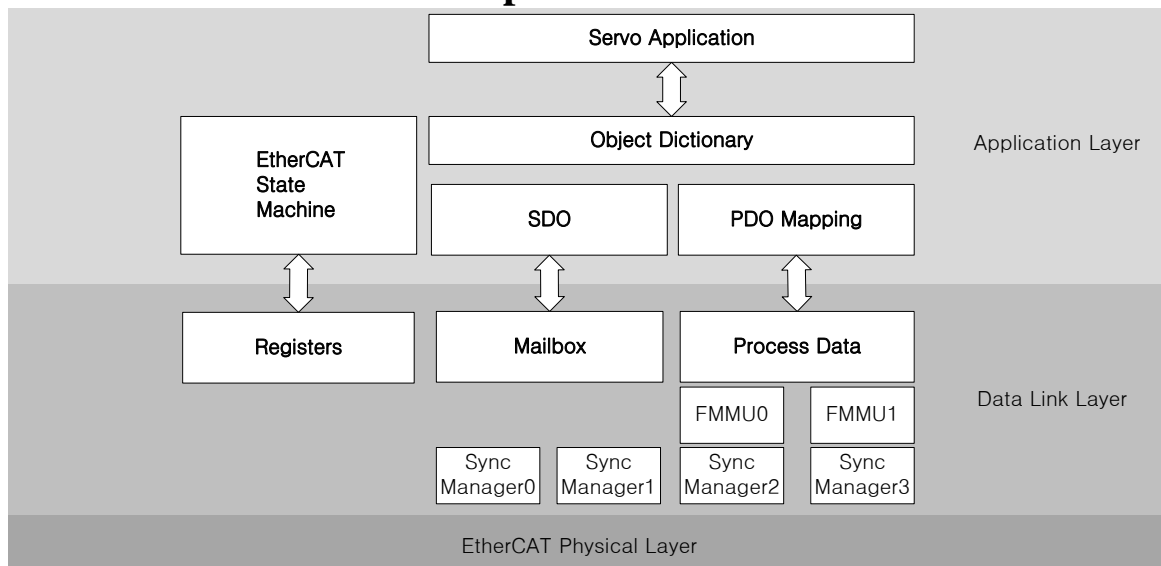 Servo Application
Object Dictionary
Application Layer
EtherCAT
State
Machine
SDO
PDO Mapping
Registers
Mailbox
Process Data
FMMU0
FMMU1
Data Link Layer
Sync
Manager0
Sync
Manager1
Sync
Manager2
Sync
Manager3
EtherCAT Physical Layer